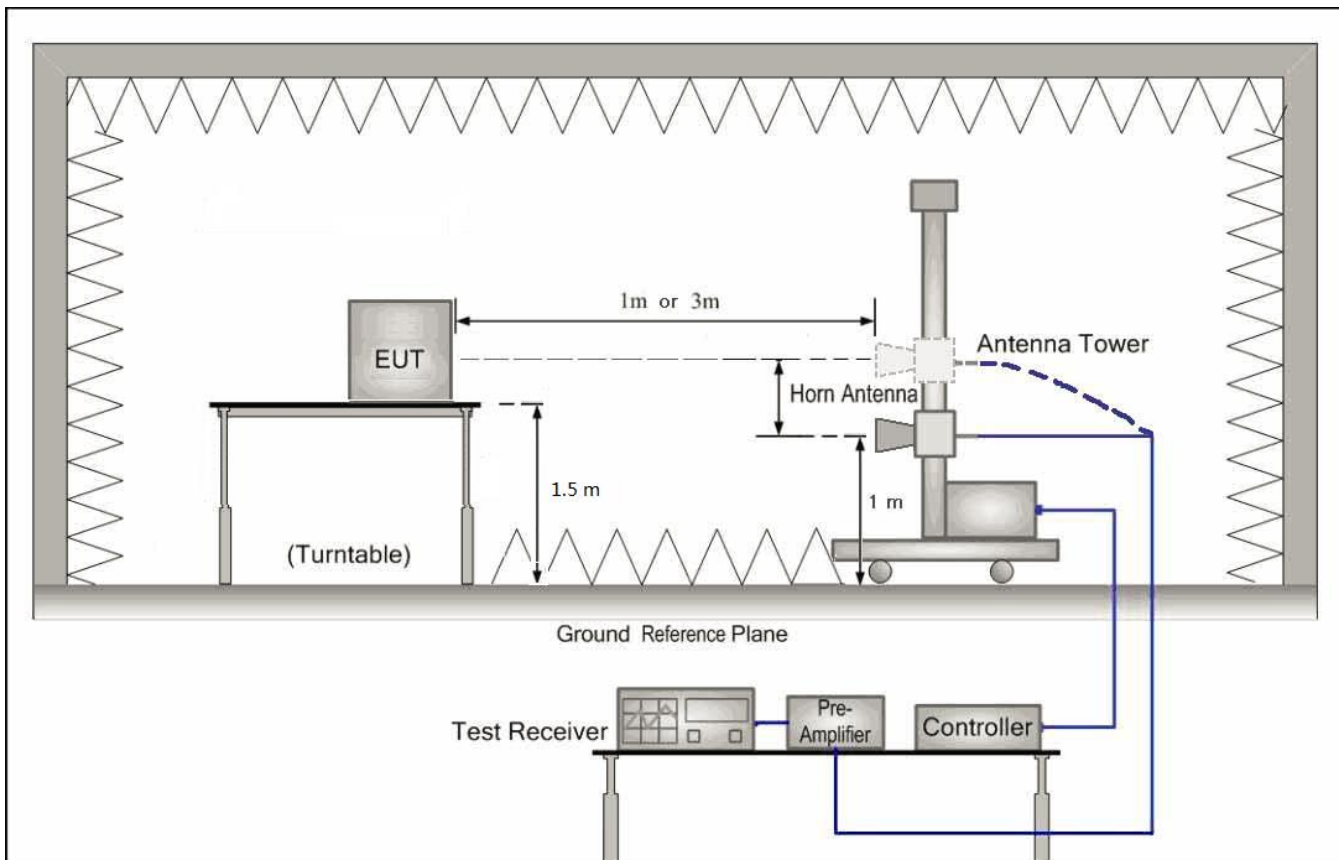 1m or 3m
EUT
Antenna Tower
Horn Antenna
1.5 m
1 m
(Turntable)
Ground Reference Plane
Test Receiver
Pre-
Amplifier
Controller